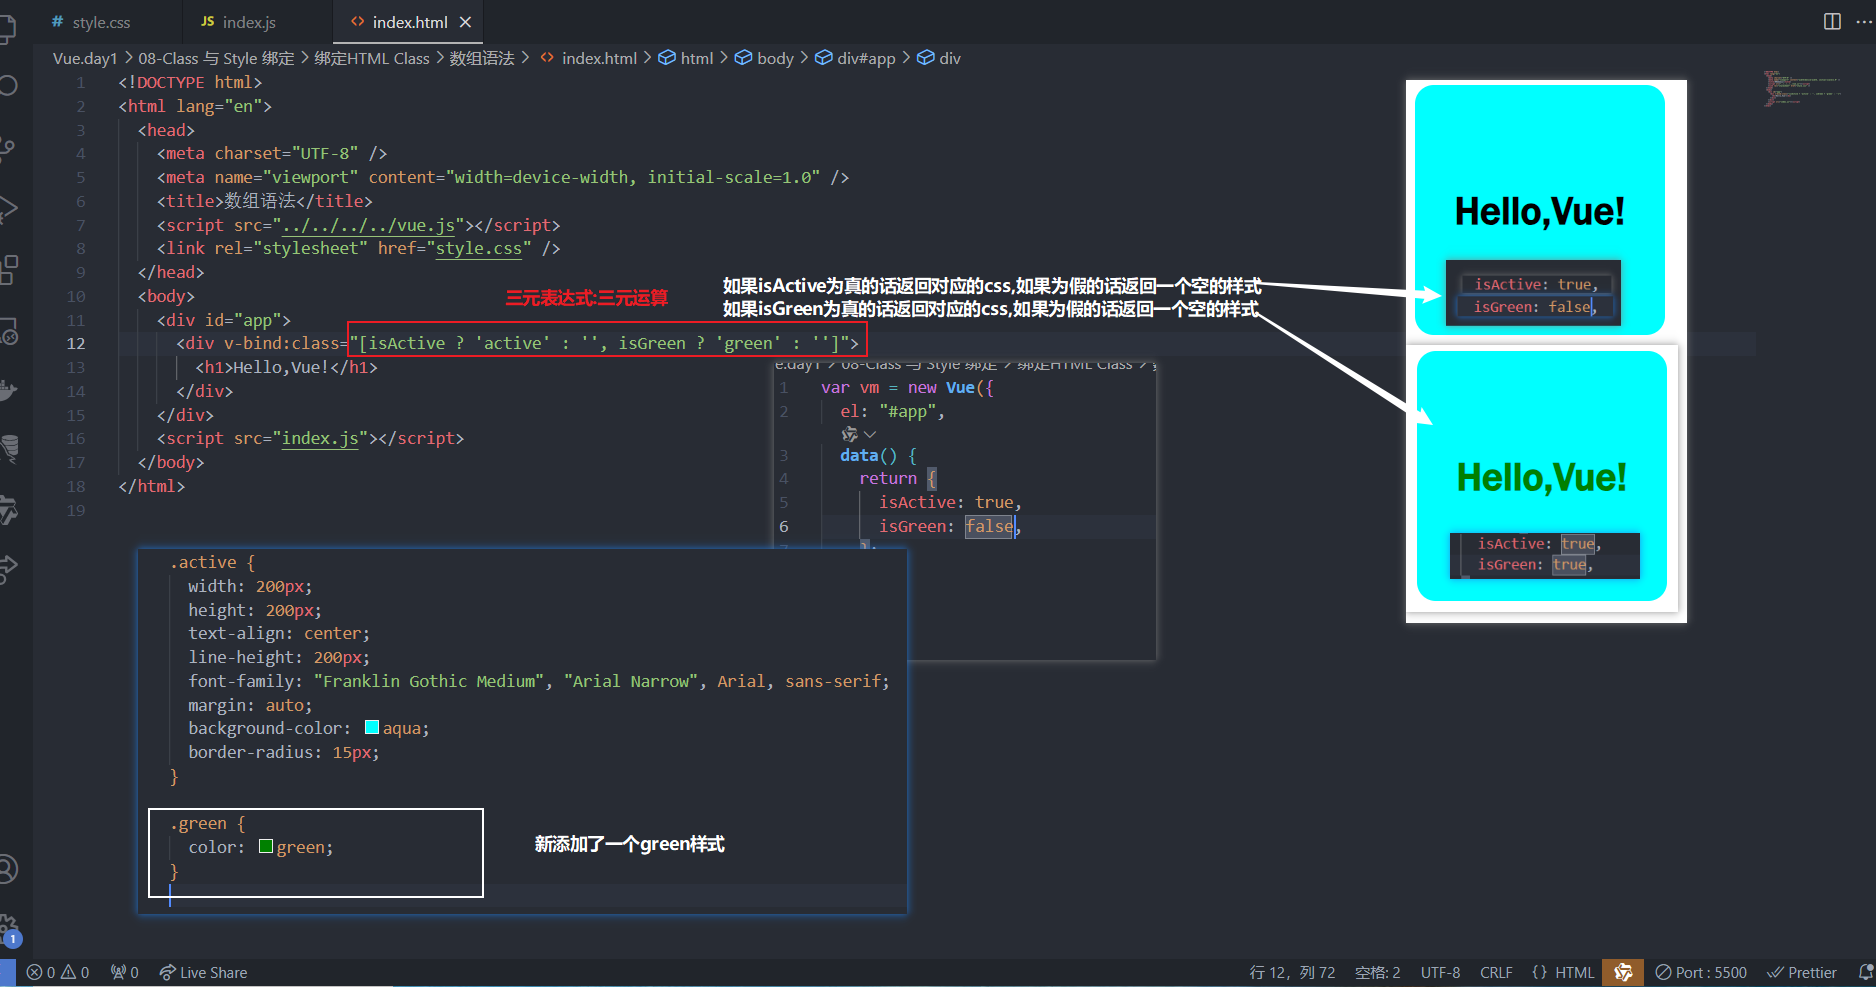 style.css
JS index.js
index.html
Vue.day1 > 08-Class 与 Style 绑定 > 绑定HTML Class > 数组语法 > index.html > html > body > div#app > div
1 <!DOCTYPE html>
2 <html lang="en">
3 <head>
4 <meta charset="UTF-8" />
5 <meta name="viewport" content="width=device-width, initial-scale=1.0" />
6 <title>数组语法</title>
7 <script src="../../../../vue.js"></script>
8 <link rel="stylesheet" href="style.css" />
9 </head>
10 <body>
11 <div id="app">
12 <div v-bind:class="[isActive ? 'active' : '', isGreen ? 'green' : '']">
13 <h1>Hello,Vue!</h1>
14 </div>
15 </div>
16 <script src="index.js"></script>
17 </body>
18 </html>
19
三元表达式:三元运算
如果isActive为真的话返回对应的css,如果为假的话返回一个空的样式
如果isGreen为真的话返回对应的css,如果为假的话返回一个空的样式
e.day1 > 08-Class 与 Style 绑定 > 绑定HTML Class >
1 var vm = new Vue({
2 el: "#app",
3 data() {
4 return {
5 isActive: true,
6 isGreen: false,
7 };
.active {
width: 200px;
height: 200px;
text-align: center;
line-height: 200px;
font-family: "Franklin Gothic Medium", "Arial Narrow", Arial, sans-serif;
margin: auto;
background-color: aqua;
border-radius: 15px;
}
.green {
color: green;
}
新添加了一个green样式
Hello,Vue!
isActive: true,
isGreen: false,
Hello,Vue!
isActive: true,
isGreen: true,
1
0 0 0 Live Share
行 12，列 72 空格: 2 UTF-8 CRLF {} HTML Port : 5500 Prettier